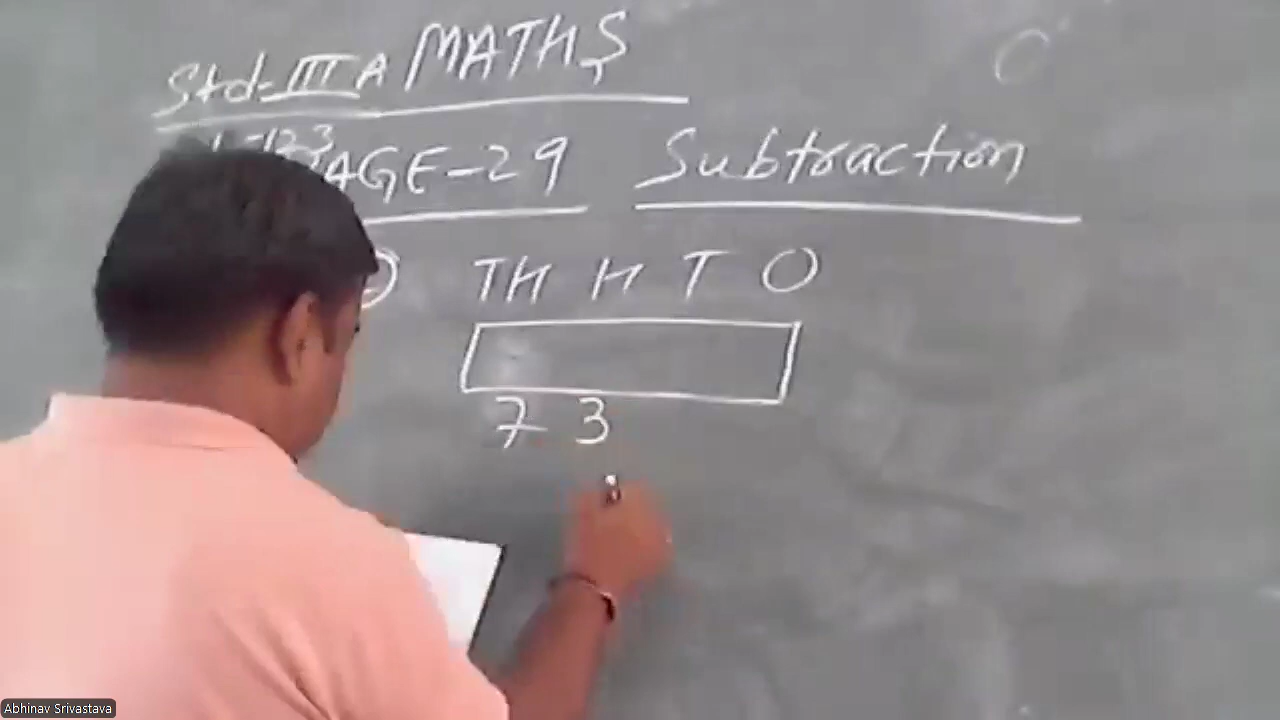 Std-III A MATHS
PAGE-29 Subtraction
TH H T O
7 3
Abhinav Srivastava